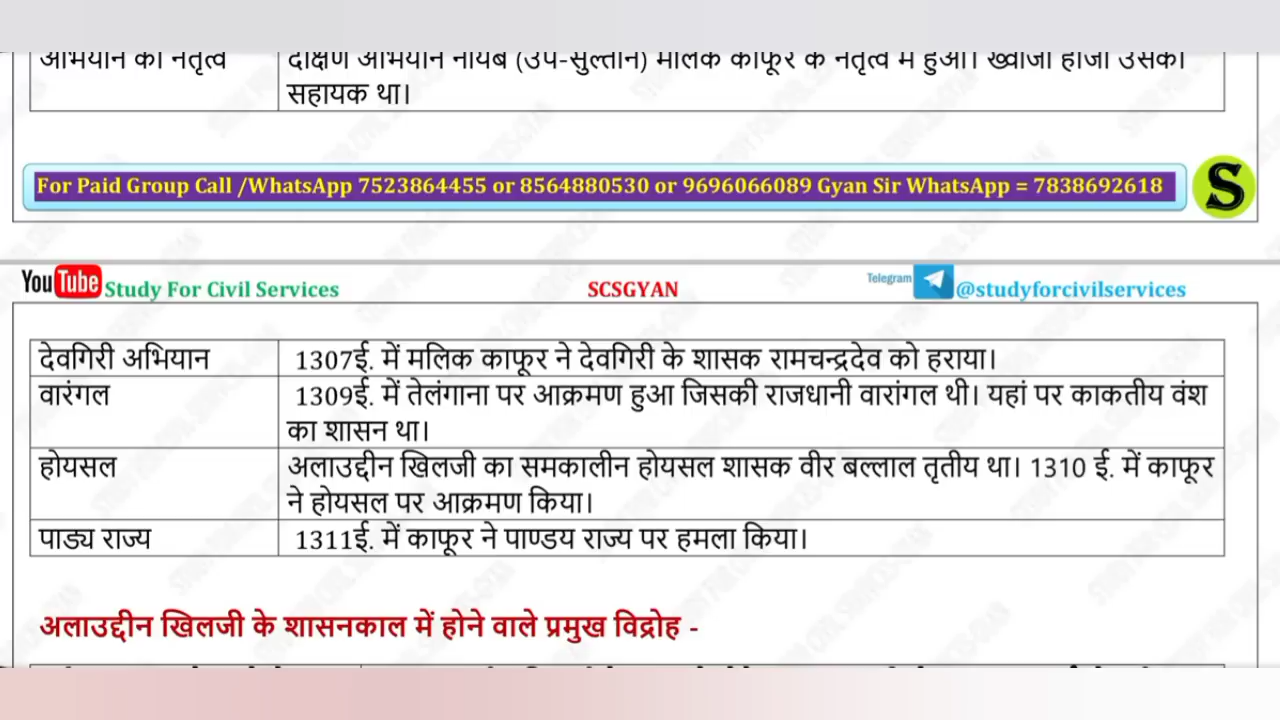 अभियान का नेतृत्व
दक्षिण अभियान नायब (उप-सुल्तान) मलिक काफूर के नेतृत्व में हुआ। ख्वाजा हाजी उसका
सहायक था।
For Paid Group Call /WhatsApp 7523864455 or 8564880530 or 9696066089 Gyan Sir WhatsApp = 7838692618
S
YouTube Study For Civil Services
SCSGYAN
Telegram @studyforcivilservices
देवगिरी अभियान
1307ई. में मलिक काफूर ने देवगिरी के शासक रामचन्द्रदेव को हराया।
वारंगल
1309ई. में तेलंगाना पर आक्रमण हुआ जिसकी राजधानी वारांगल थी। यहां पर काकतीय वंश
का शासन था।
होयसल
अलाउद्दीन खिलजी का समकालीन होयसल शासक वीर बल्लाल तृतीय था। 1310 ई. में काफूर
ने होयसल पर आक्रमण किया।
पाड्य राज्य
1311ई. में काफूर ने पाण्डय राज्य पर हमला किया।
अलाउद्दीन खिलजी के शासनकाल में होने वाले प्रमुख विद्रोह -